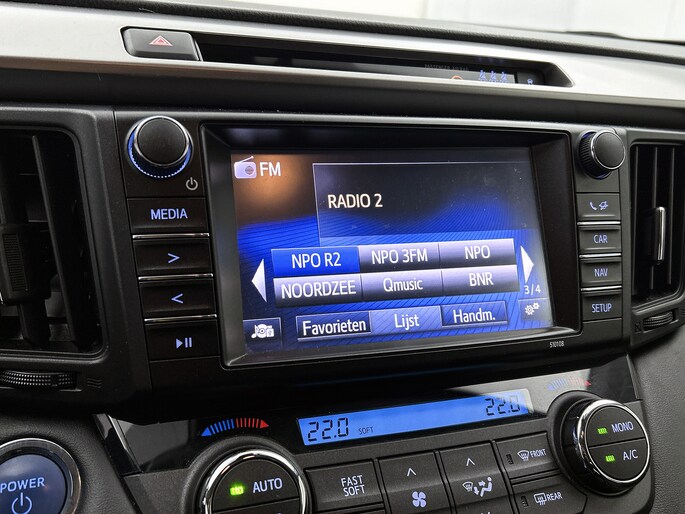 FM
MEDIA
RADIO 2
CAR
NPO R2 NPO 3FM NPO
NAV
NOORDZEE Qmusic BNR
3/4
SETUP
Favorieten Lijst Handm.
510108
22.0 SOFT 22.0
MONO
FRONT
A/C
POWER
AUTO
FAST
SOFT
REAR